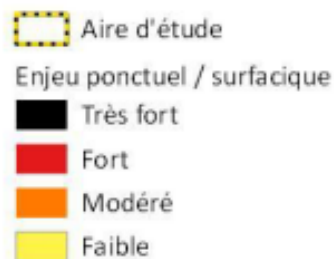 Aire d'étude
Enjeu ponctuel / surfacique
Très fort
Fort
Modéré
Faible